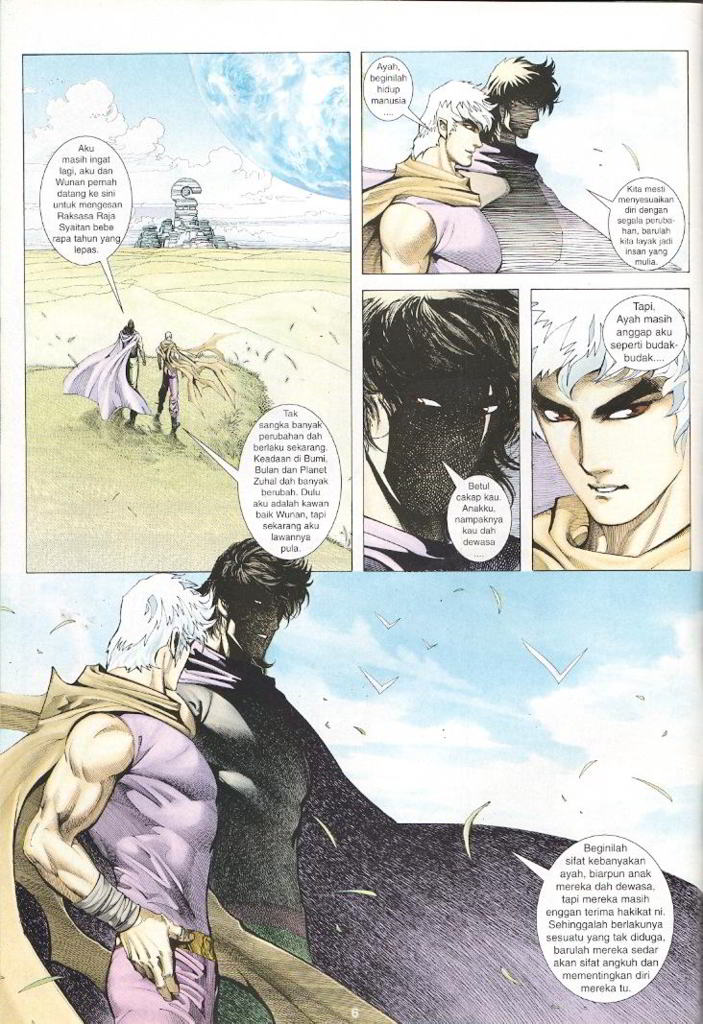 Aku
masih ingat
lagi, aku dan
Wunan pernah
datang ke sini
untuk mengesan
Raksasa Raja
Syaitan bebe
rapa tahun yang
lepas.
Tak
sangka banyak
perubahan dah
berlaku sekarang.
Keadaan di Bumi,
Bulan dan Planet
Zuhal dah banyak
berubah. Dulu
aku adalah kawan
baik Wunan, tapi
sekarang aku
lawannya
pula.
Ayah,
beginilah
hidup
manusia
....
Kita mesti
menyesuaikan
diri dengan
segala peruba-
han, barulah
kita layak jadi
insan yang
mulia.
Betul
cakap kau.
Anakku,
nampaknya
kau dah
dewasa
....
Tapi,
Ayah masih
anggap aku
seperti budak-
budak....
Beginilah
sifat kebanyakan
ayah, biarpun anak
mereka dah dewasa,
tapi mereka masih
enggan terima hakikat ni.
Sehinggalah berlakunya
sesuatu yang tak diduga,
barulah mereka sedar
akan sifat angkuh dan
mementingkan diri
mereka tu.
6